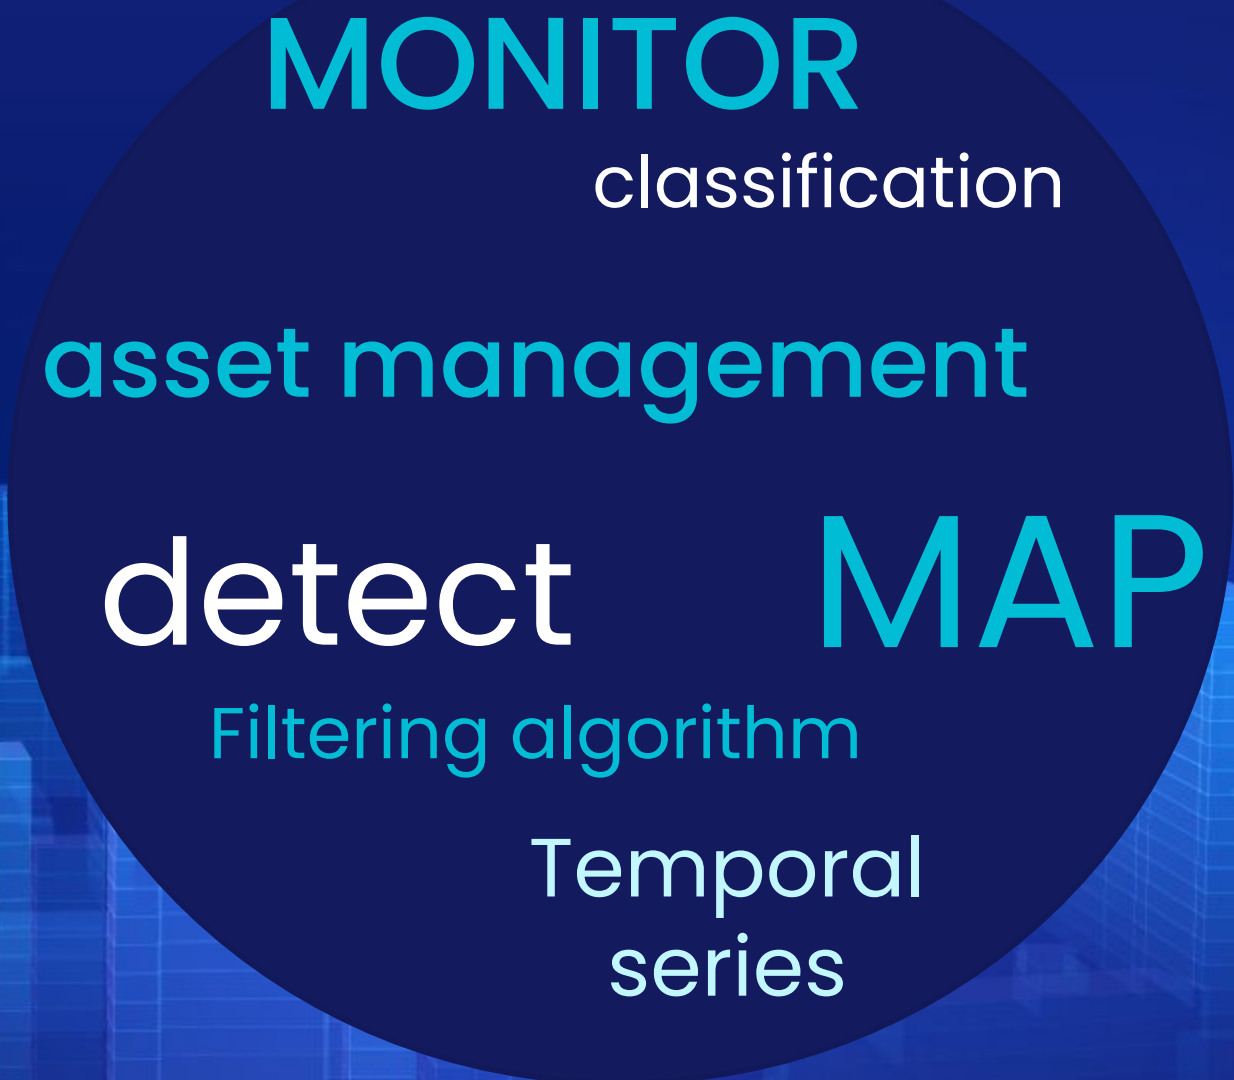 MONITOR
classification
asset management
detect
MAP
Filtering algorithm
Temporal
series